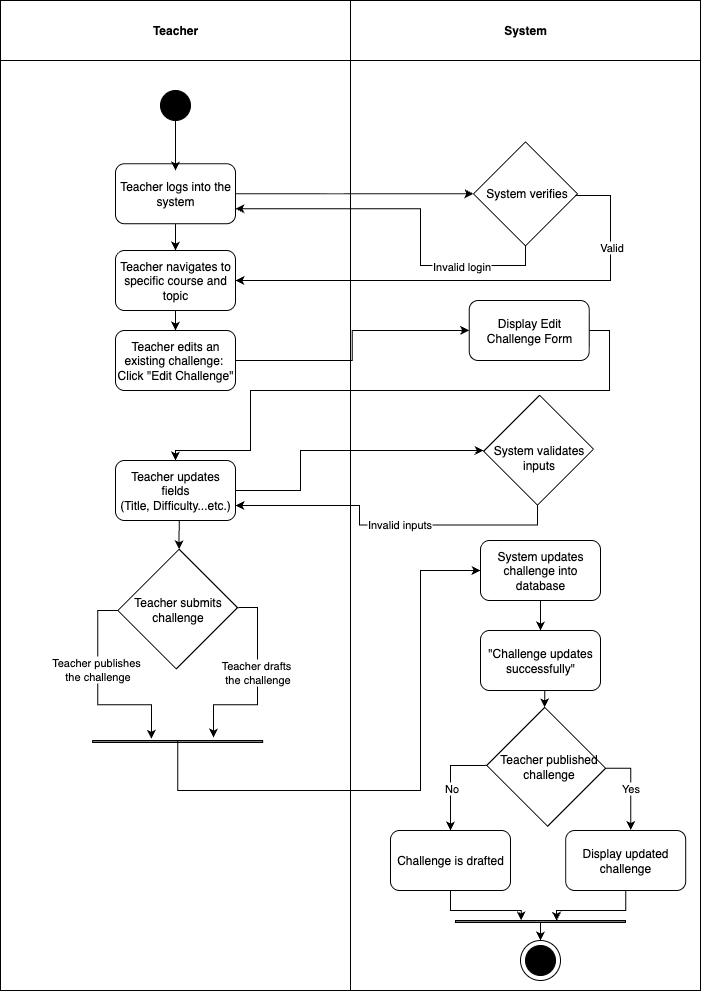 Teacher
System
Teacher logs into the
system
System verifies
Valid
Invalid login
Teacher navigates to
specific course and
topic
Display Edit
Challenge Form
Teacher edits an
existing challenge:
Click "Edit Challenge"
System validates
inputs
Teacher updates
fields
(Title, Difficulty...etc.)
Invalid inputs
System updates
challenge into
database
Teacher submits
challenge
Teacher publishes
the challenge
Teacher drafts
the challenge
"Challenge updates
successfully"
Teacher published
challenge
No
Yes
Challenge is drafted
Display updated
challenge